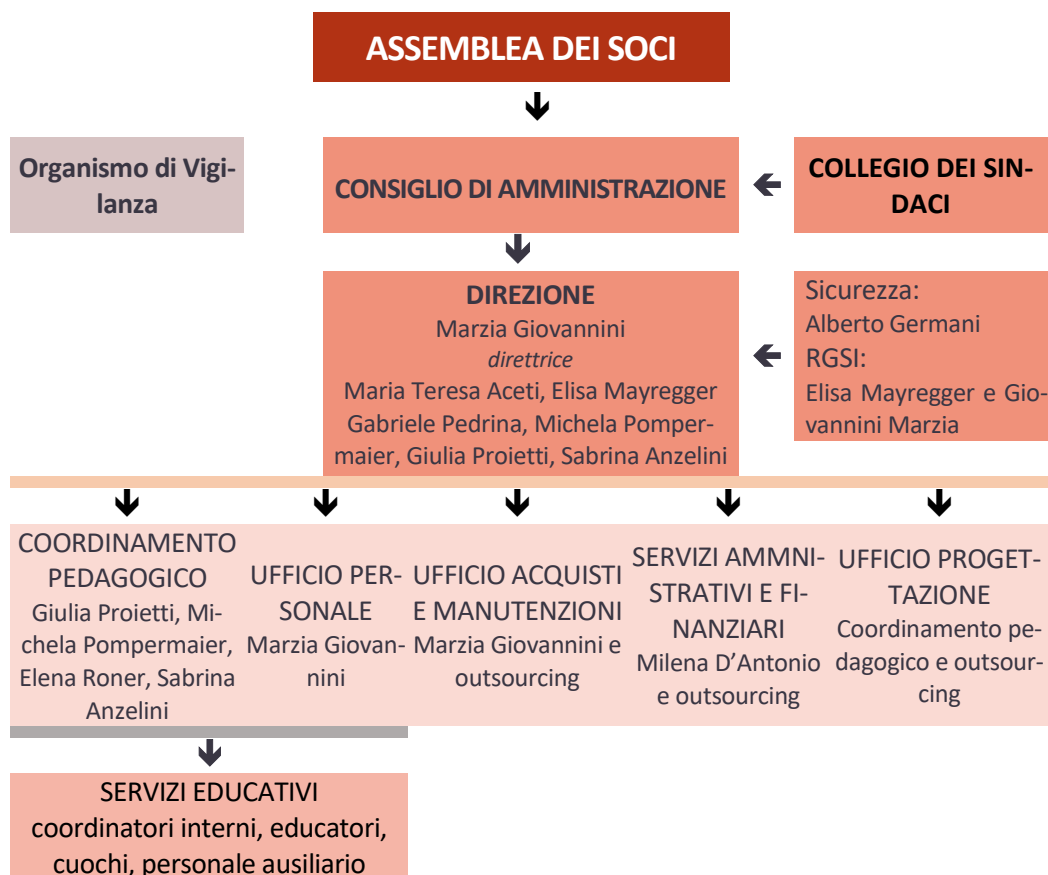 ASSEMBLEA DEI SOCI
Organismo di Vigi-
lanza
CONSIGLIO DI AMMINISTRAZIONE
COLLEGIO DEI SIN-
DACI
DIREZIONE
Marzia Giovannini
direttrice
Maria Teresa Aceti, Elisa Mayregger
Gabriele Pedrina, Michela Pomper-
maier, Giulia Proietti, Sabrina Anzelini
Sicurezza:
Alberto Germani
RGSI:
Elisa Mayregger e Gio-
vannini Marzia
COORDINAMENTO
PEDAGOGICO
Giulia Proietti, Mi-
chela Pompermaier,
Elena Roner, Sabrina
Anzelini
UFFICIO PER-
SONALE
Marzia Giovan-
nini
UFFICIO ACQUISTI
E MANUTENZIONI
Marzia Giovannini e
outsourcing
SERVIZI AMMNI-
STRATIVI E FI-
NANZIARI
Milena D’Antonio
e outsourcing
UFFICIO PROGET-
TAZIONE
Coordinamento pe-
dagogico e outsour-
cing
SERVIZI EDUCATIVI
coordinatori interni, educatori,
cuochi, personale ausiliario